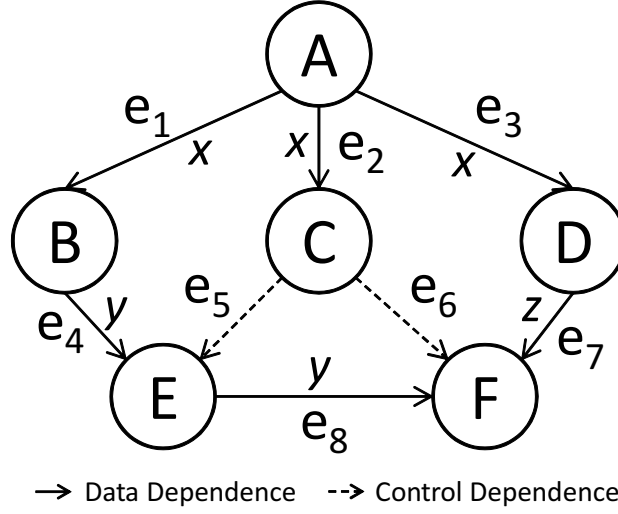 A
e₁ x x e₂ x e₃
B C D
e₄ y e₅ e₆ z e₇
E y F
e₈
Data Dependence Control Dependence